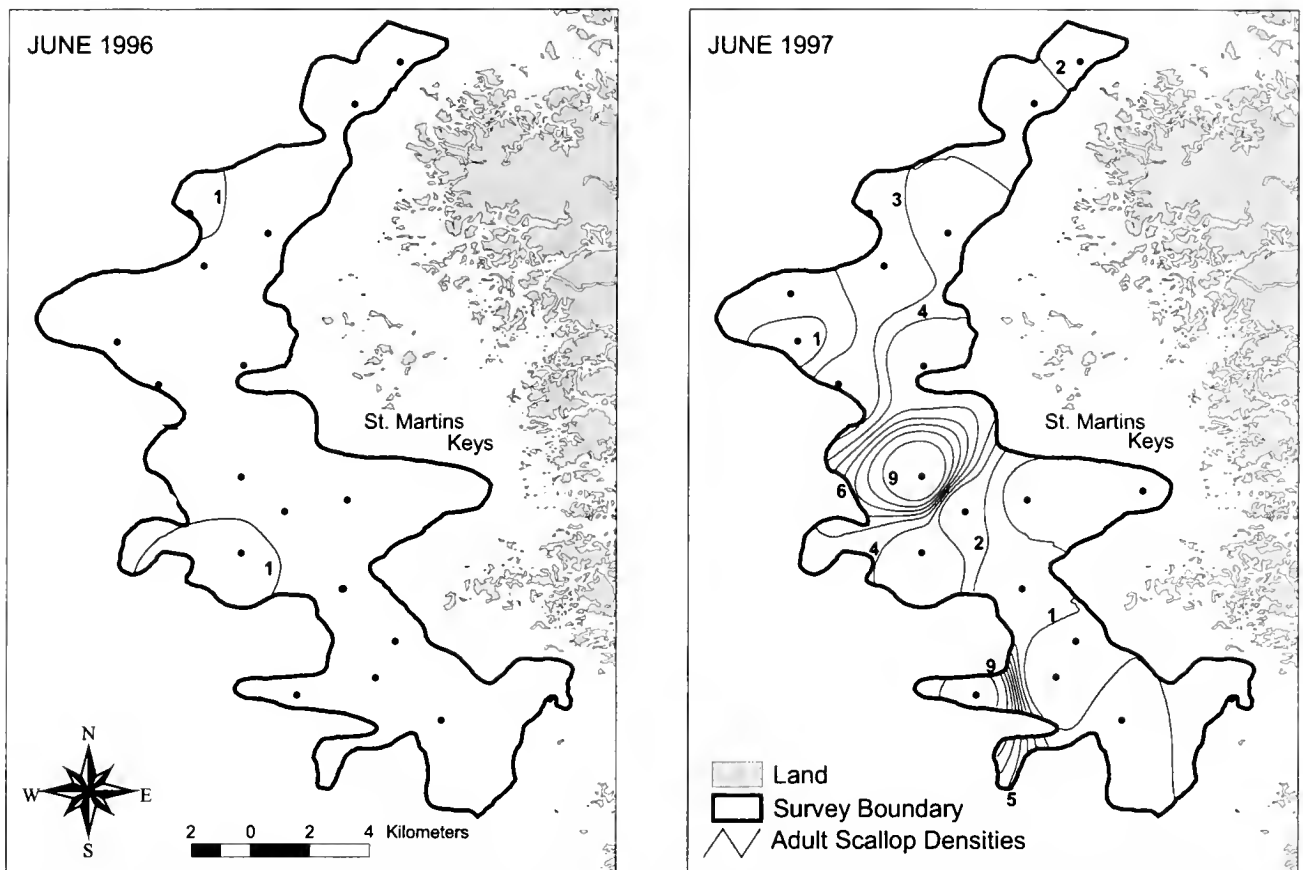 JUNE 1996
1
1
St. Martins
Keys
N
W
E
S
2 0 2 4 Kilometers
JUNE 1997
2
3
4
1
St. Martins
Keys
9
6
4
2
1
9
5
Land
Survey Boundary
Adult Scallop Densities